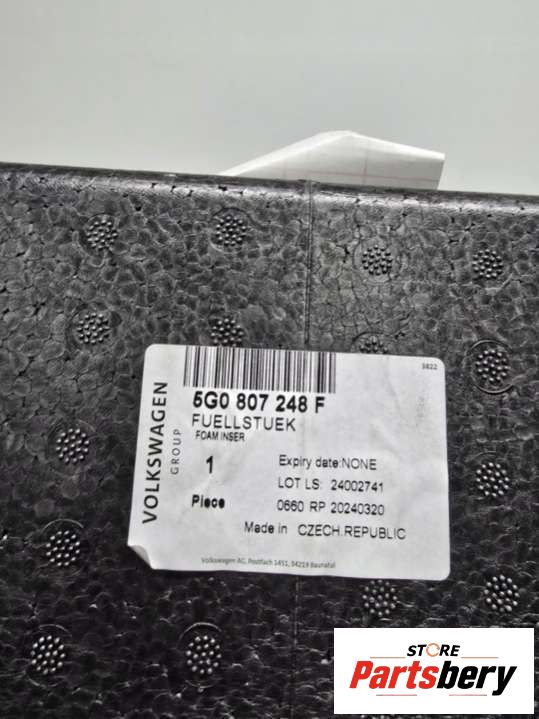 3822
VOLKSWAGEN
GROUP
5G0 807 248 F
FUELLSTUEK
FOAM INSER
1
Piece
Expiry date:NONE
LOT LS: 24002741
0660 RP 20240320
Made in CZECH.REPUBLIC
Volkswagen AG, Postfach 1451, 34219 Baunatal
STORE
Partsbery